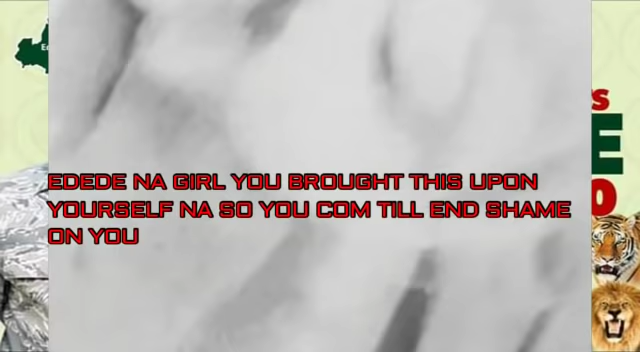 EDEDE NA GIRL YOU BROUGHT THIS UPON
YOURSELF NA SO YOU COM TILL END SHAME
ON YOU